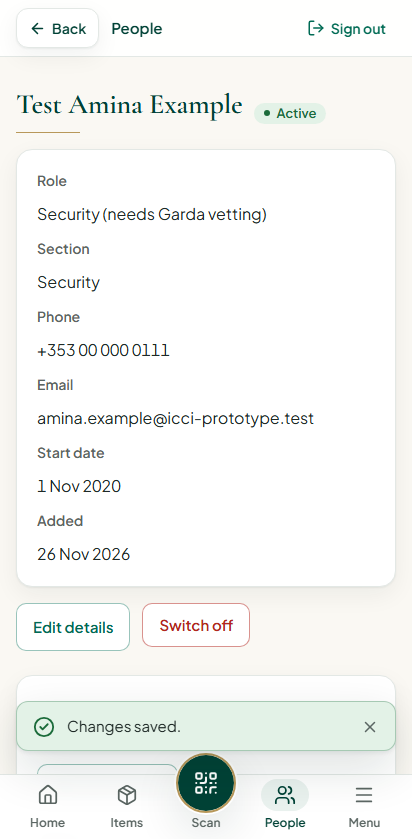 Back
People
Sign out
Test Amina Example
Active
Role
Security (needs Garda vetting)
Section
Security
Phone
+353 00 000 0111
Email
amina.example@icci-prototype.test
Start date
1 Nov 2020
Added
26 Nov 2026
Edit details
Switch off
Changes saved.
Home
Items
Scan
People
Menu